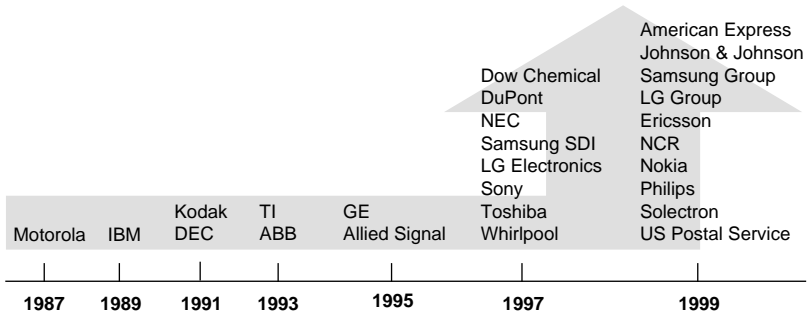 American Express
Johnson & Johnson
Dow Chemical Samsung Group
DuPont LG Group
NEC Ericsson
Samsung SDI NCR
LG Electronics Nokia
Sony Philips
Kodak TI GE Toshiba Solectron
Motorola IBM DEC ABB Allied Signal Whirlpool US Postal Service
1987 1989 1991 1993 1995 1997 1999